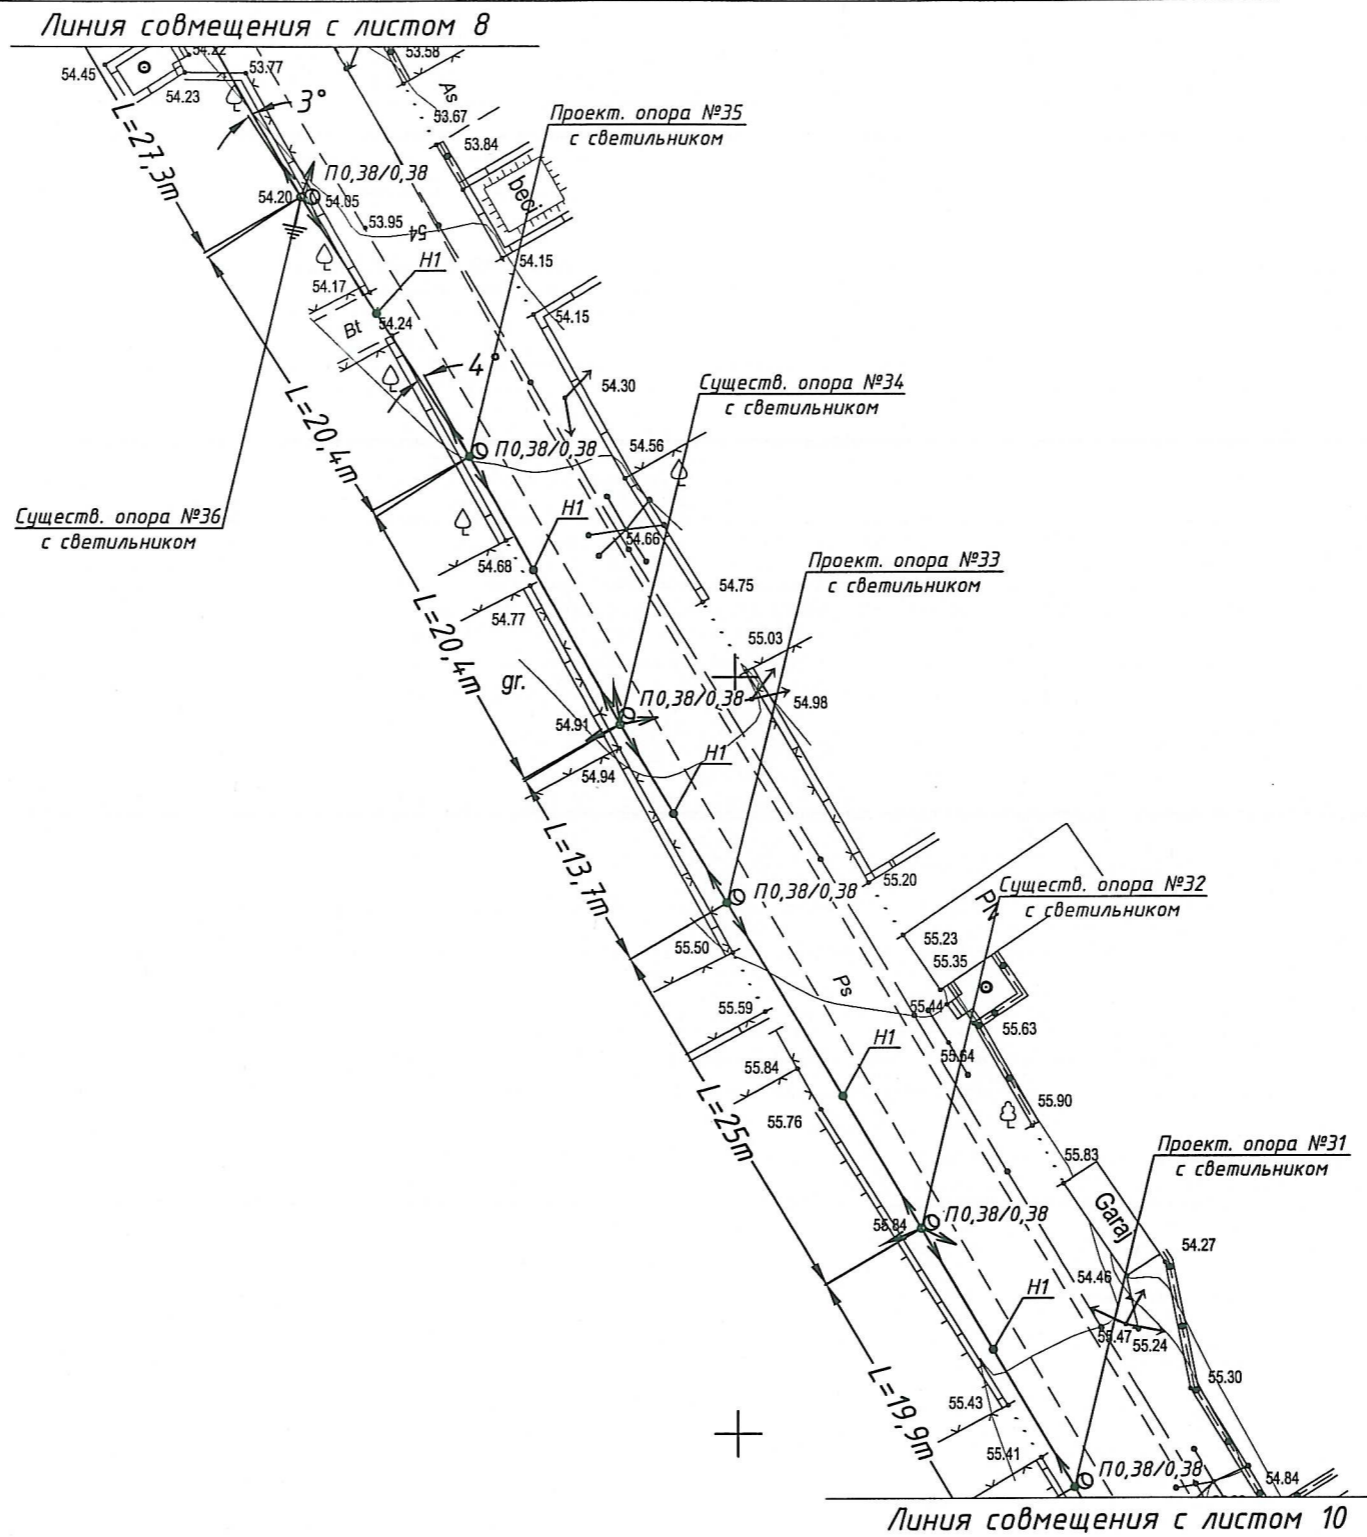 Линия совмещения с листом 8
54.45
54.22
53.77
54.23
53.58
As
3°
53.67
53.84
Проект. опора №35
с светильником
L=27,3m
П0,38/0,38
beci
54.20
54.05
53.95
54
H1
54.15
54.17
Bt
54.24
54.15
4
54.30
Существ. опора №34
с светильником
L=20,4m
П0,38/0,38
54.56
Существ. опора №36
с светильником
H1
54.66
54.68
Проект. опора №33
с светильником
54.77
54.75
L=20,4m
55.03
gr.
П0,38/0,38
54.98
54.91
H1
54.94
L=13,7m
55.20
П0,38/0,38
Существ. опора №32
с светильником
55.50
55.23
55.35
Ps
55.59
55.44
55.63
H1
55.64
55.84
55.90
L=25m
55.76
Проект. опора №31
с светильником
55.83
Garaj
55.84
П0,38/0,38
54.27
54.46
H1
55.47
55.24
55.30
L=19,9m
55.43
55.41
П0,38/0,38
54.84
Линия совмещения с листом 10